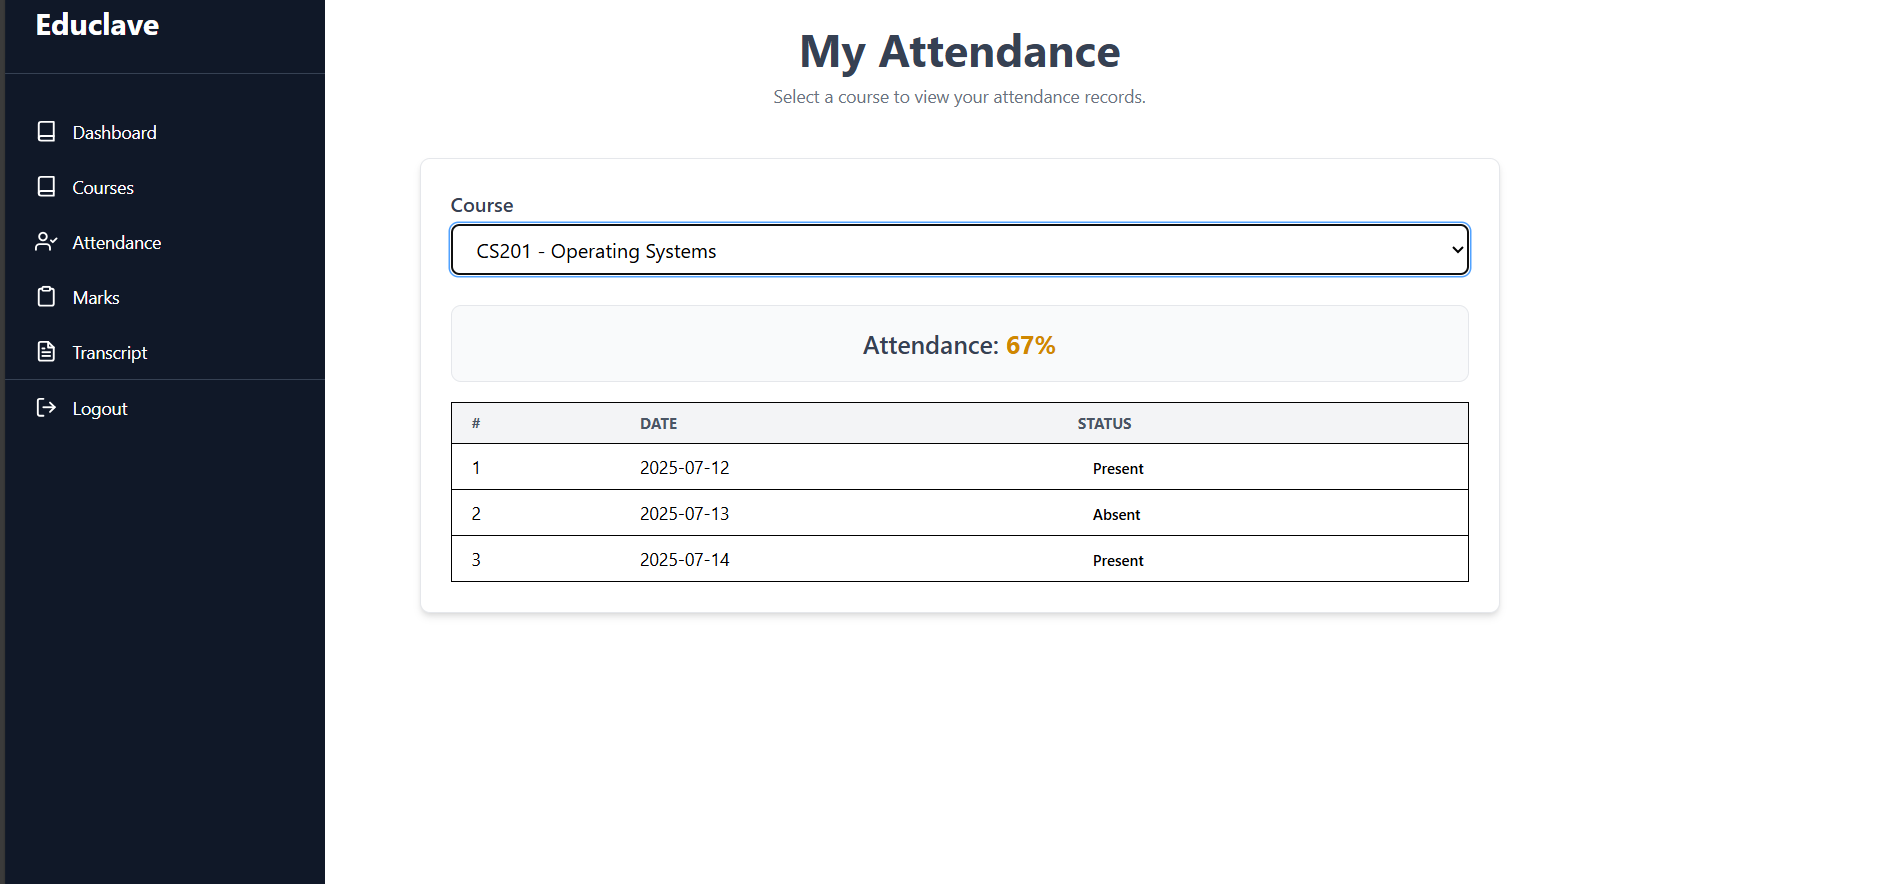 Educlave
Dashboard
Courses
Attendance
Marks
Transcript
Logout
My Attendance
Select a course to view your attendance records.
Course
CS201 - Operating Systems
Attendance: 67%
# DATE STATUS
1 2025-07-12 Present
2 2025-07-13 Absent
3 2025-07-14 Present